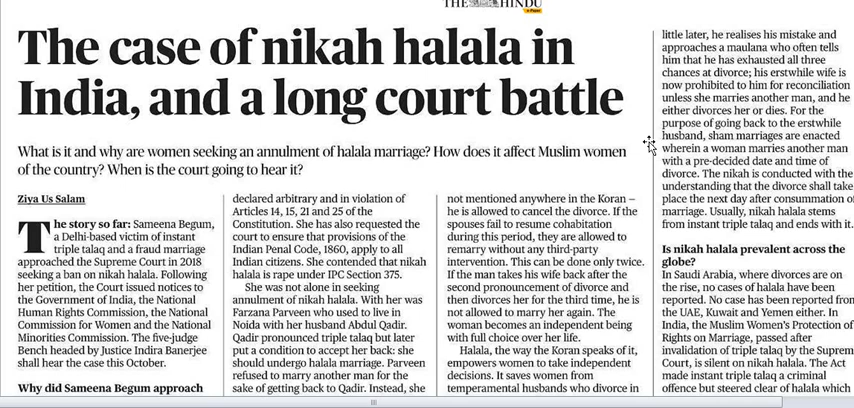 THE HINDU
The case of nikah halala in
India, and a long court battle
What is it and why are women seeking an annulment of halala marriage? How does it affect Muslim women
of the country? When is the court going to hear it?
Ziya Us Salam
The story so far: Sameena Begum,
a Delhi-based victim of instant
triple talaq and a fraud marriage
approached the Supreme Court in 2018
seeking a ban on nikah halala. Following
her petition, the Court issued notices to
the Government of India, the National
Human Rights Commission, the National
Commission for Women and the National
Minorities Commission. The five-judge
Bench headed by Justice Indira Banerjee
shall hear the case this October.
Why did Sameena Begum approach
declared arbitrary and in violation of
Articles 14, 15, 21 and 25 of the
Constitution. She has also requested the
court to ensure that provisions of the
Indian Penal Code, 1860, apply to all
Indian citizens. She contended that nikah
halala is rape under IPC Section 375.
She was not alone in seeking
annulment of nikah halala. With her was
Farzana Parveen who used to live in
Noida with her husband Abdul Qadir.
Qadir pronounced triple talaq but later
put a condition to accept her back: she
should undergo halala marriage. Parveen
refused to marry another man for the
sake of getting back to Qadir. Instead, she
not mentioned anywhere in the Koran –
he is allowed to cancel the divorce. If the
spouses fail to resume cohabitation
during this period, they are allowed to
remarry without any third-party
intervention. This can be done only twice.
If the man takes his wife back after the
second pronouncement of divorce and
then divorces her for the third time, he is
not allowed to marry her again. The
woman becomes an independent being
with full choice over her life.
Halala, the way the Koran speaks of it,
empowers women to take independent
decisions. It saves women from
temperamental husbands who divorce in
little later, he realises his mistake and
approaches a maulana who often tells
him that he has exhausted all three
chances at divorce; his erstwhile wife is
now prohibited to him for reconciliation
unless she marries another man, and he
either divorces her or dies. For the
purpose of going back to the erstwhile
husband, sham marriages are enacted
wherein a woman marries another man
with a pre-decided date and time of
divorce. The nikah is conducted with the
understanding that the divorce shall take
place the next day after consummation o
marriage. Usually, nikah halala stems
from instant triple talaq and ends with it.
Is nikah halala prevalent across the
globe?
In Saudi Arabia, where divorces are on
the rise, no cases of halala have been
reported. No case has been reported from
the UAE, Kuwait and Yemen either. In
India, the Muslim Women's Protection of
Rights on Marriage, passed after
invalidation of triple talaq by the Suprem
Court, is silent on nikah halala. The Act
made instant triple talaq a criminal
offence but steered clear of halala which